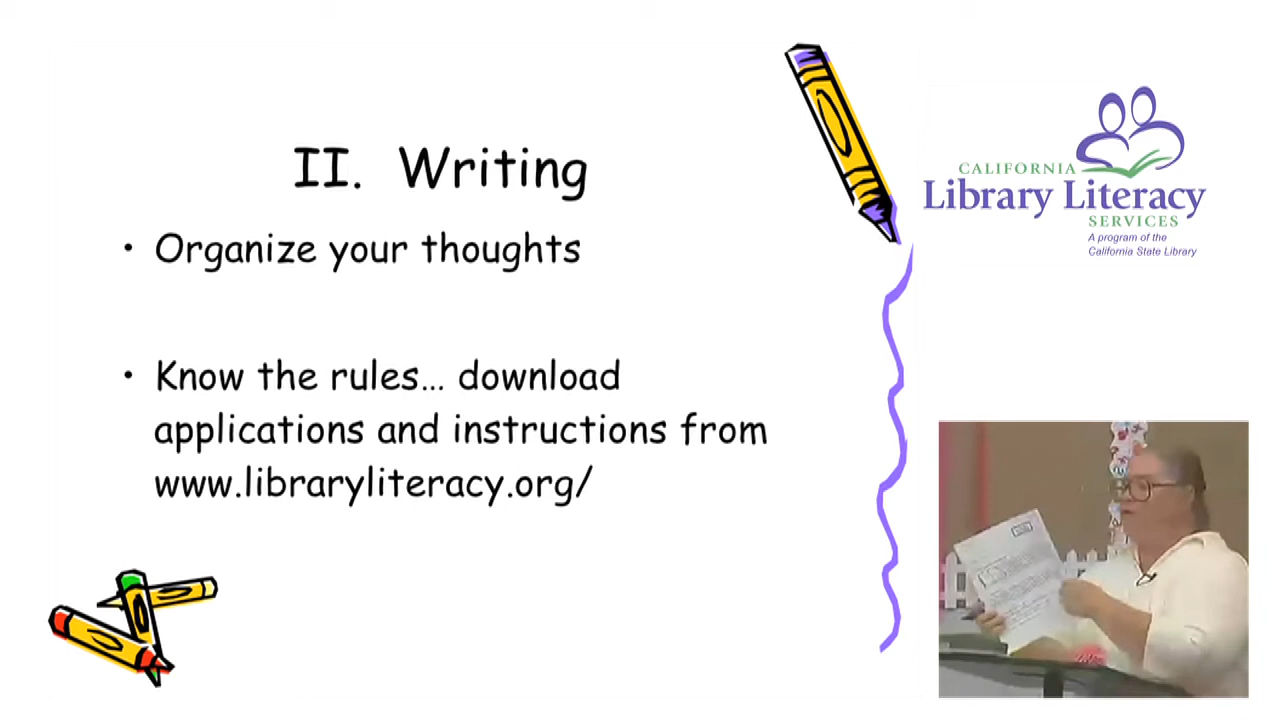 II. Writing
• Organize your thoughts
• Know the rules... download
applications and instructions from
www.libraryliteracy.org/
CALIFORNIA
Library Literacy
SERVICES
A program of the
California State Library